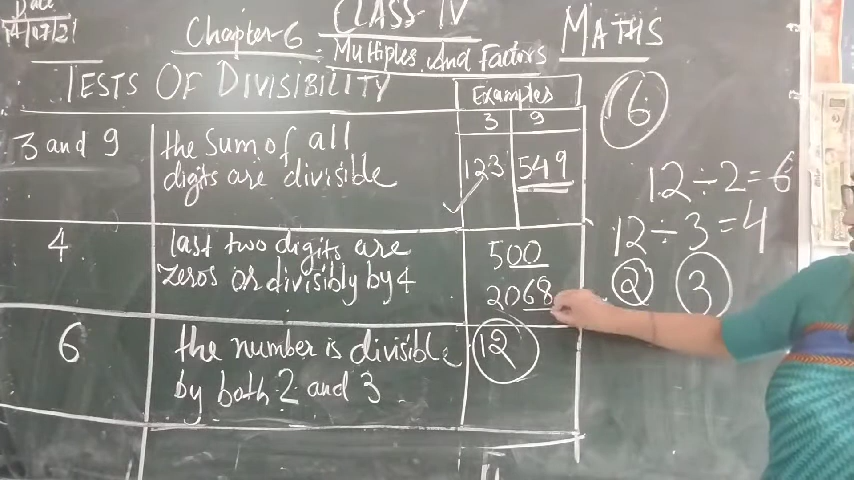 Date
CLASS-IV
Chapter-6
Multiples And Factors
MATHS
TESTS OF DIVISIBILITY
Examples
3 9
3 and 9
the Sum of all
digits are divisible
123 549
4
last two digits are
zeros or divisibly by 4
500
2068
6
the number is divisible
by both 2 and 3
12
6
12÷2=6
12÷3=4
2 3